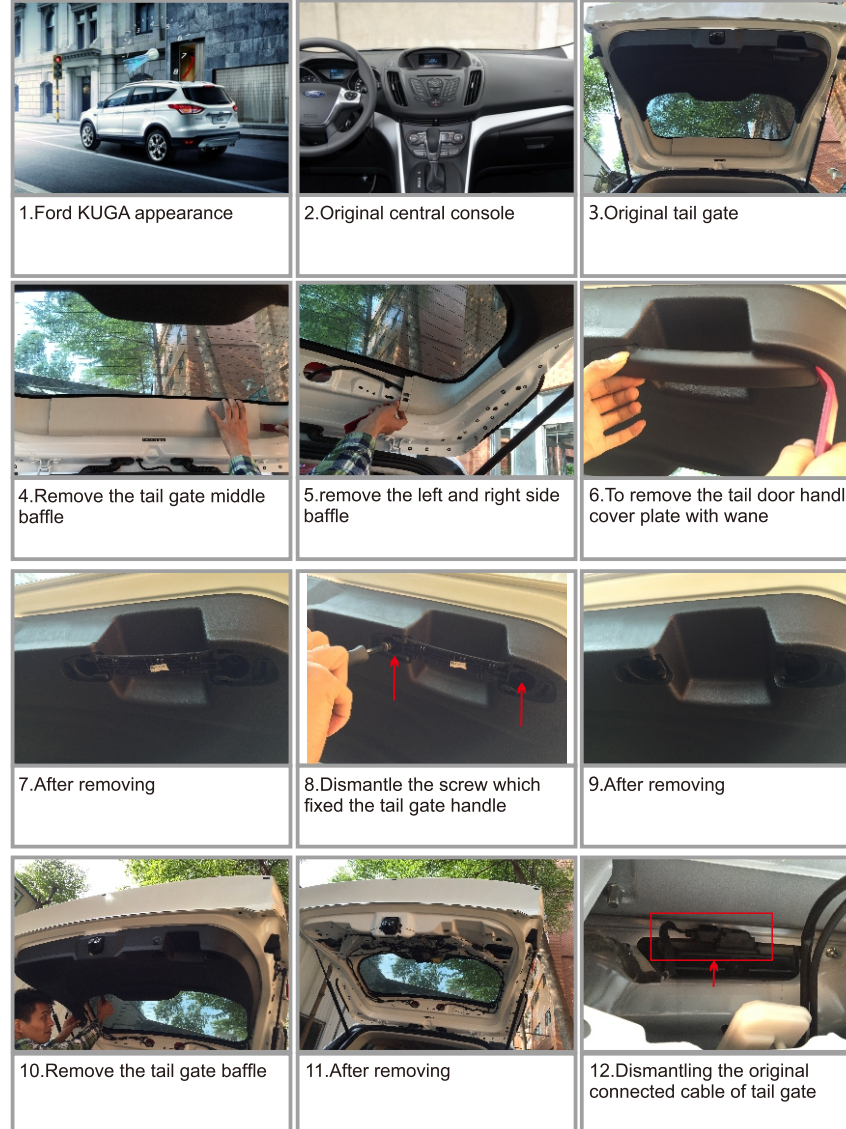 1.Ford KUGA appearance
2.Original central console
3.Original tail gate
4.Remove the tail gate middle
baffle
5.remove the left and right side
baffle
6.To remove the tail door handl
cover plate with wane
7.After removing
8.Dismantle the screw which
fixed the tail gate handle
9.After removing
10.Remove the tail gate baffle
11.After removing
12.Dismantling the original
connected cable of tail gate